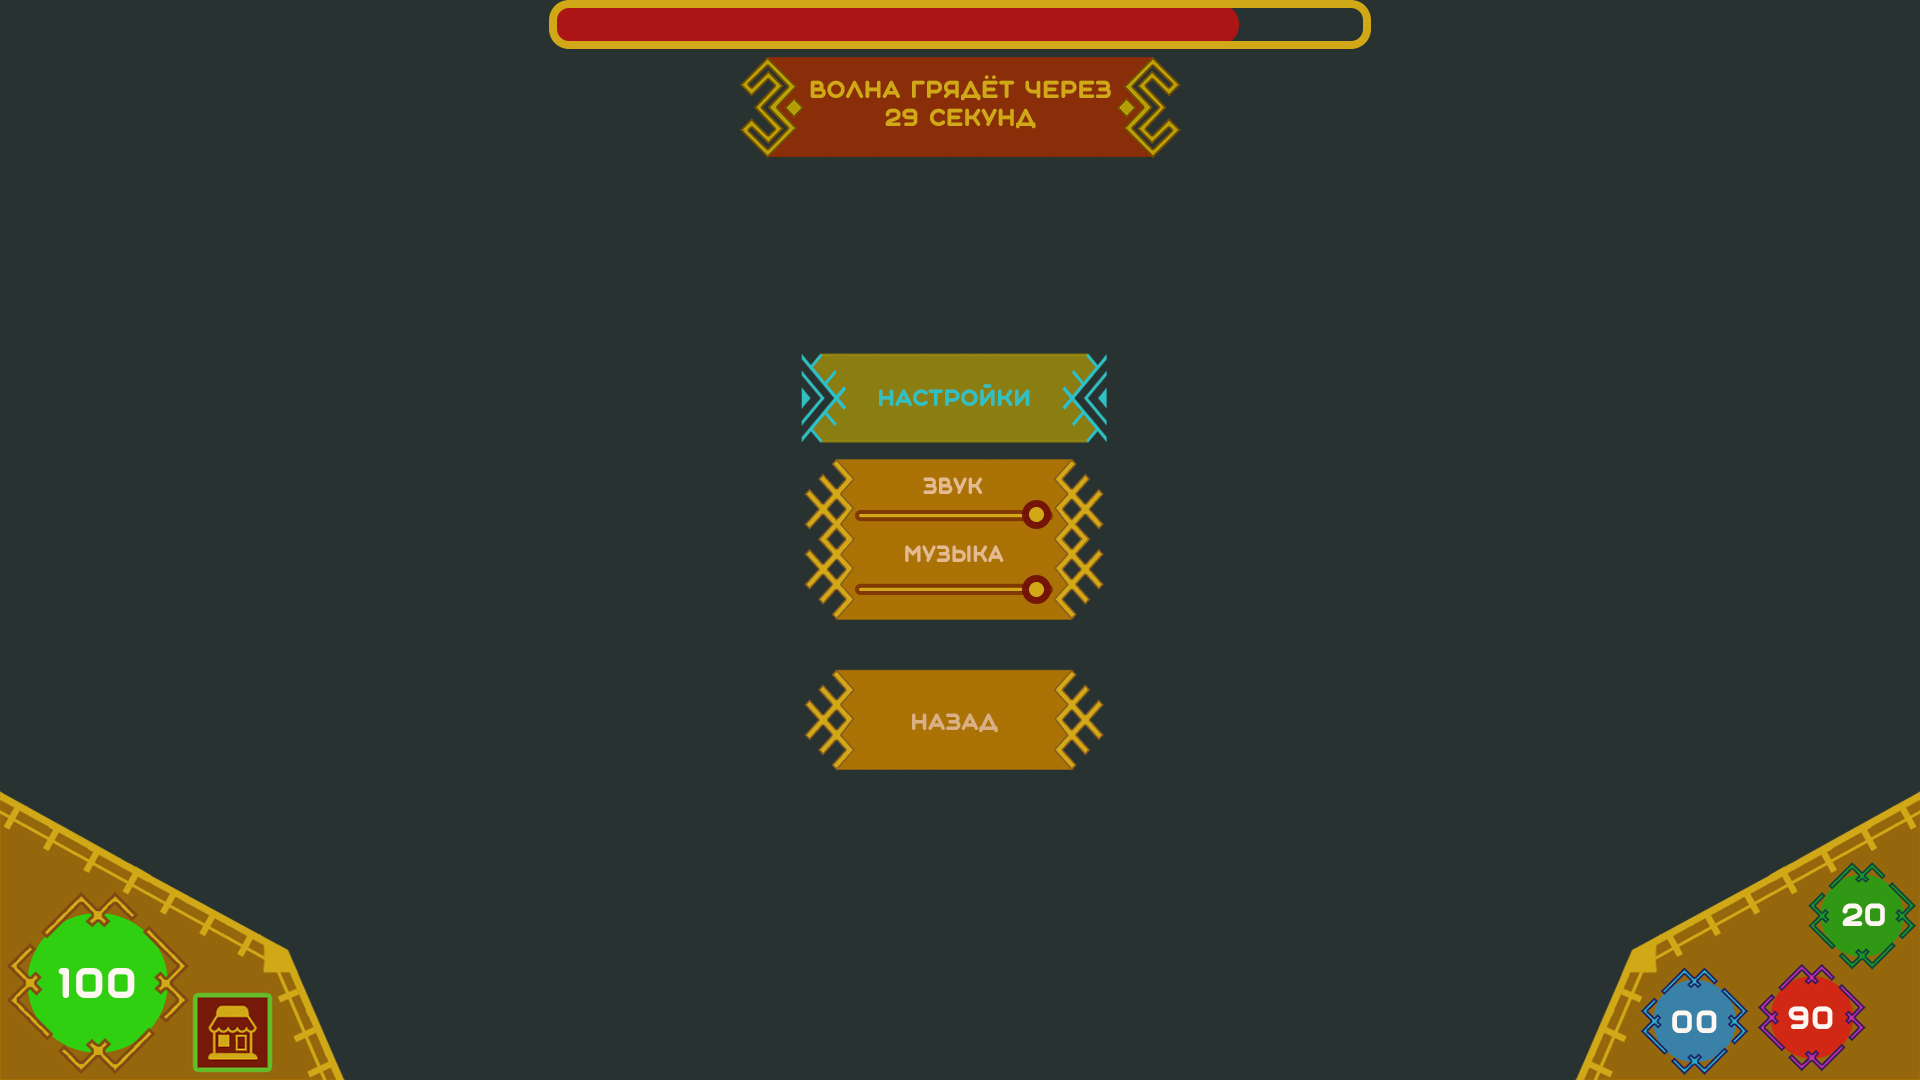 ВОЛНА ГРЯДЁТ ЧЕРЕЗ
29 СЕКУНД
НАСТРОЙКИ
ЗВУК
МУЗЫКА
НАЗАД
100
20
00
90